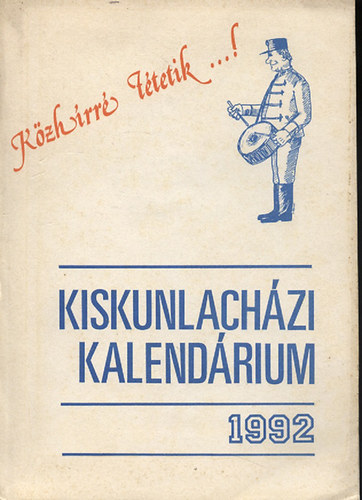 Közhírré tétetik...!
KISKUNLACHÁZI
KALENDÁRIUM
1992